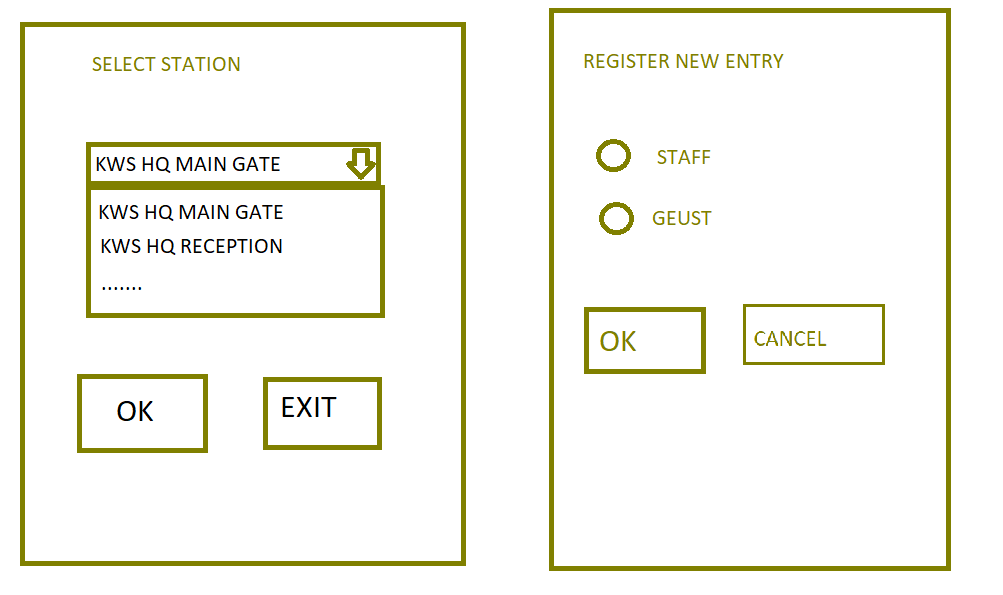 SELECT STATION
KWS HQ MAIN GATE
KWS HQ MAIN GATE
KWS HQ RECEPTION
.......
OK
EXIT
REGISTER NEW ENTRY
STAFF
GEUST
OK
CANCEL